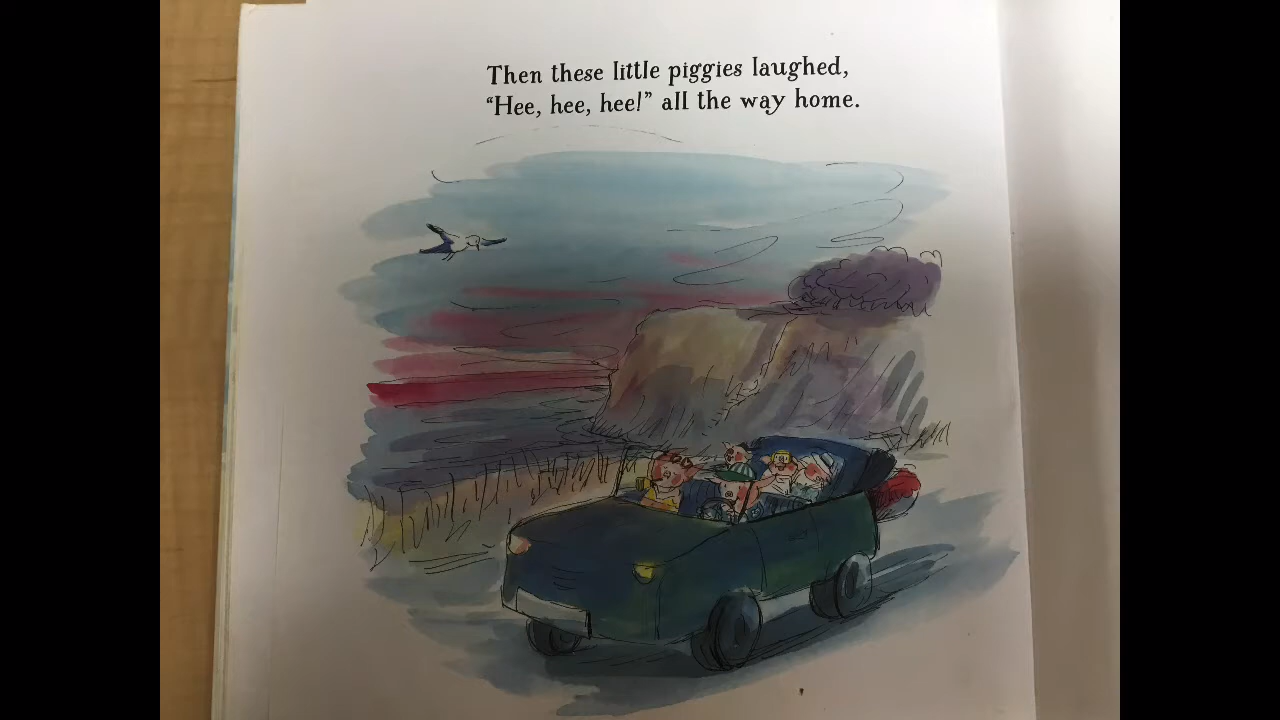 Then these little piggies laughed,
“Hee, hee, hee!” all the way home.